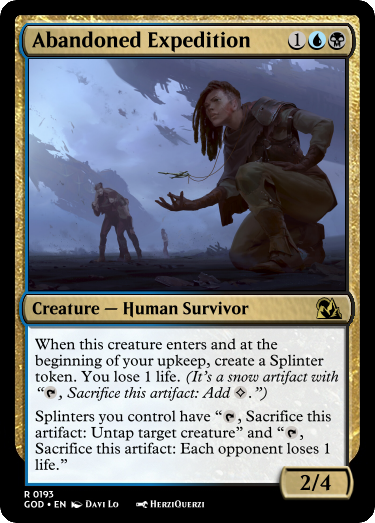 Abandoned Expedition 1
Creature — Human Survivor
When this creature enters and at the
beginning of your upkeep, create a Splinter
token. You lose 1 life. (It's a snow artifact with
“, Sacrifice this artifact: Add .”)
Splinters you control have “, Sacrifice this
artifact: Untap target creature” and “,
Sacrifice this artifact: Each opponent loses 1
life.”
2/4
R 0193
GOD • EN Davi Lo HerziQuerzi